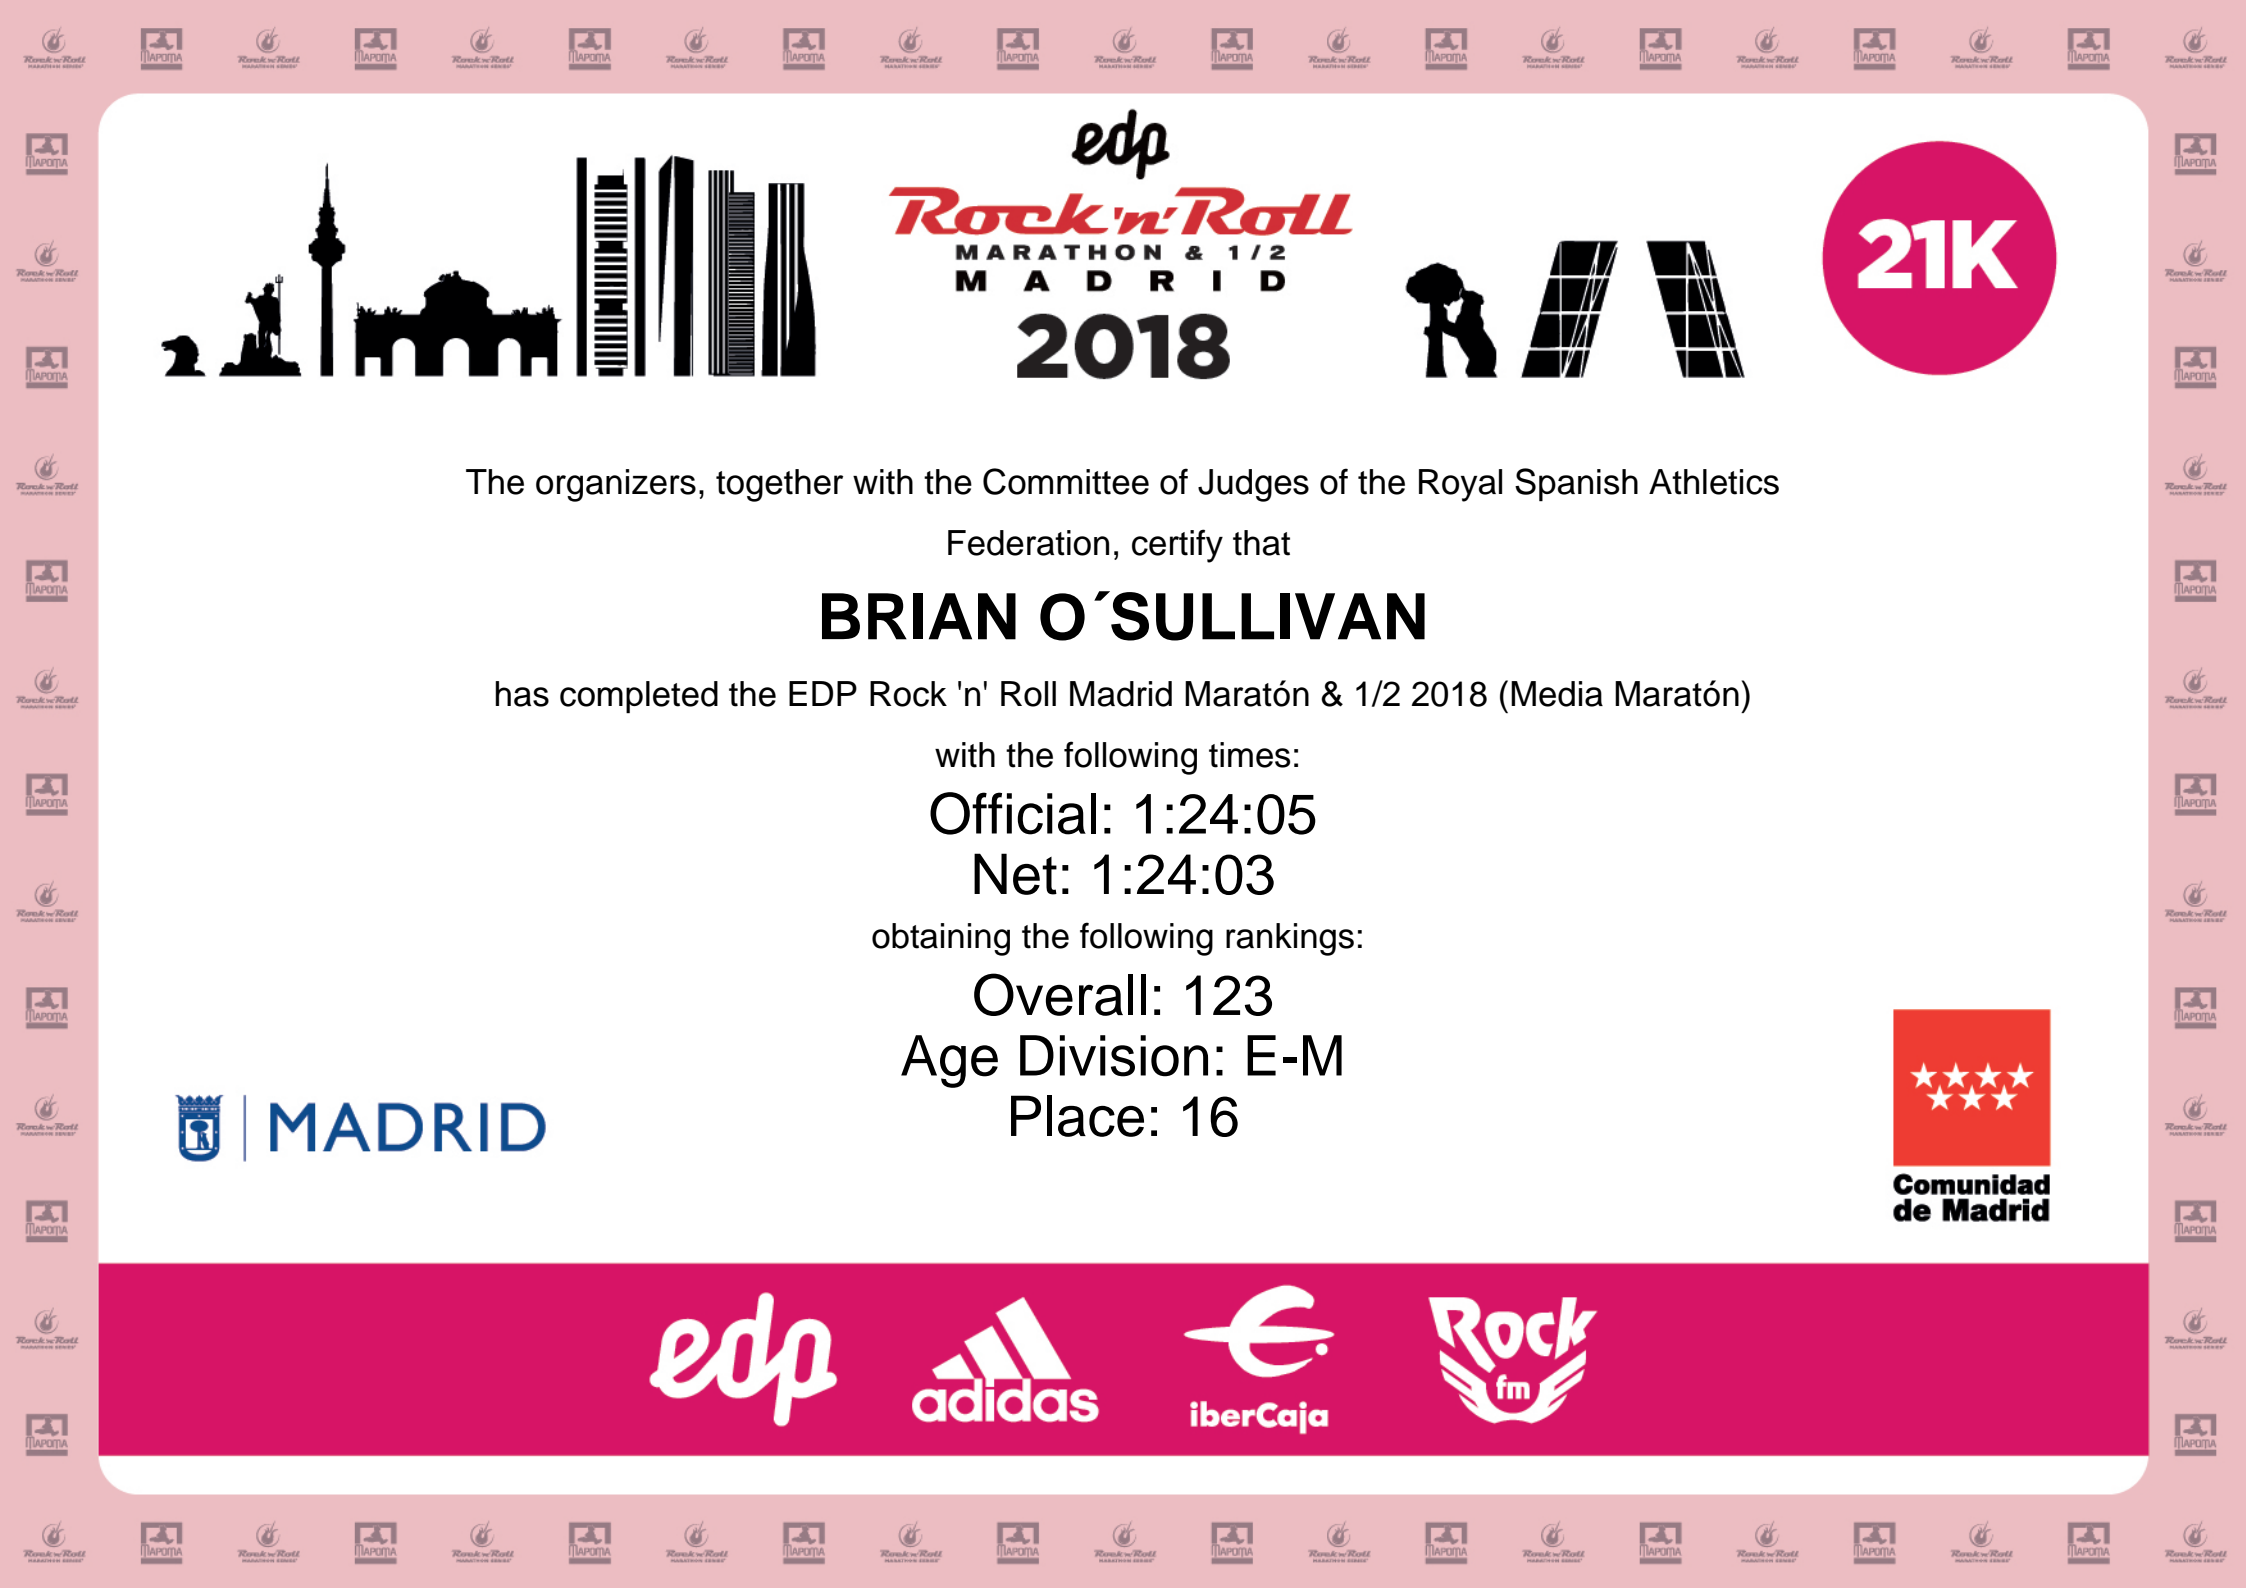 edp
Rock 'n' Roll
MARATHON & 1/2
MADRID
2018
21K
The organizers, together with the Committee of Judges of the Royal Spanish Athletics
Federation, certify that
BRIAN O´SULLIVAN
has completed the EDP Rock 'n' Roll Madrid Maratón & 1/2 2018 (Media Maratón)
with the following times:
Official: 1:24:05
Net: 1:24:03
obtaining the following rankings:
Overall: 123
Age Division: E-M
Place: 16
MADRID
Comunidad
de Madrid
edp
adidas
iberCaja
Rock
fm